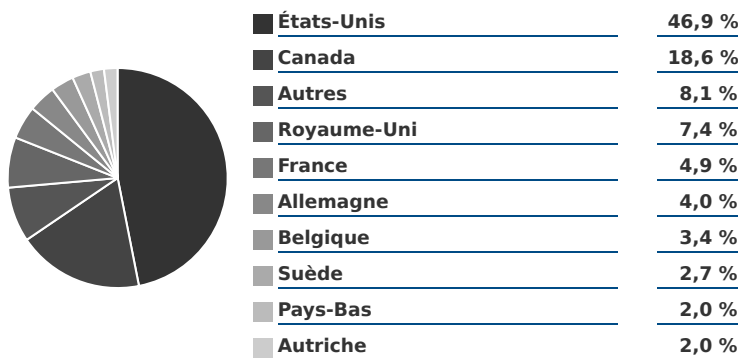 États-Unis 46,9 %
Canada 18,6 %
Autres 8,1 %
Royaume-Uni 7,4 %
France 4,9 %
Allemagne 4,0 %
Belgique 3,4 %
Suède 2,7 %
Pays-Bas 2,0 %
Autriche 2,0 %